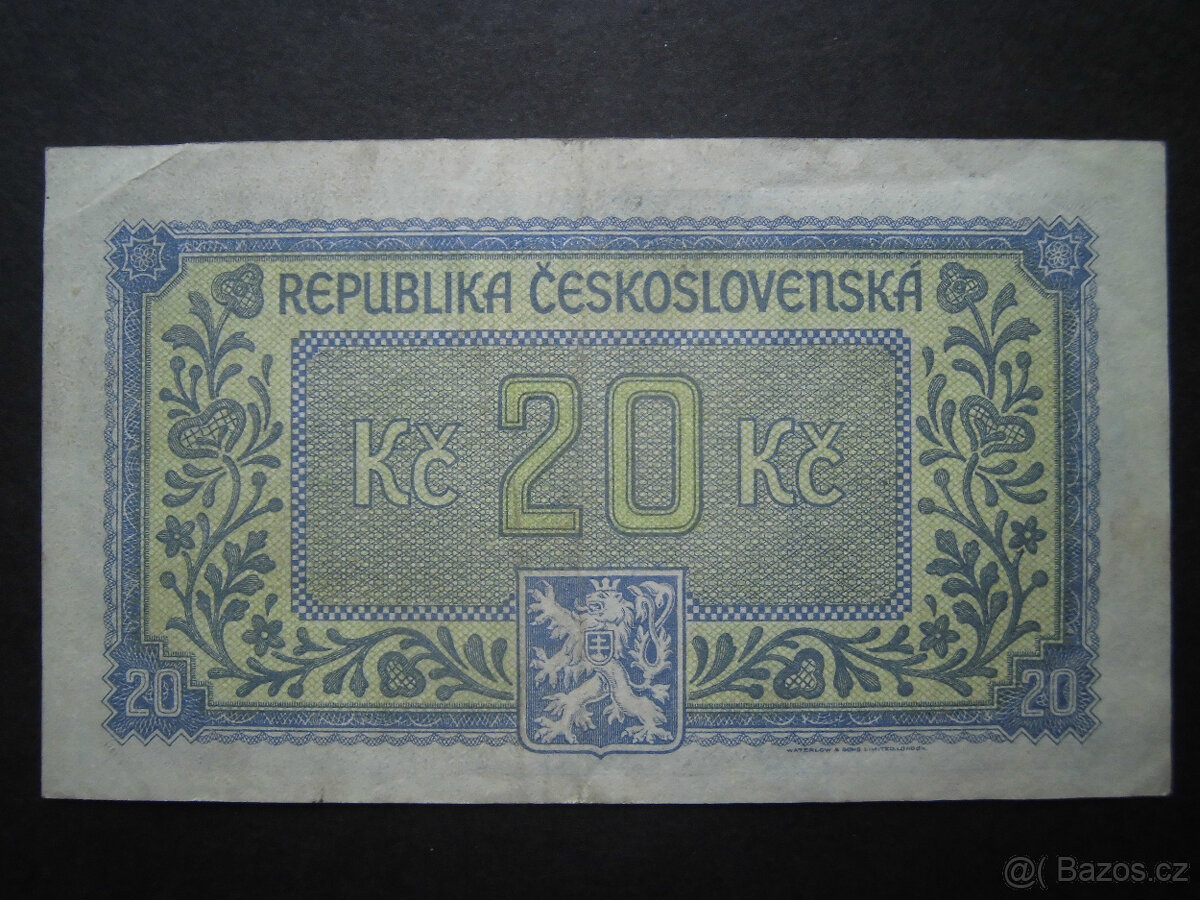 REPUBLIKA ČESKOSLOVENSKÁ
Kč 20 Kč
20 20
WATERLOW & SONS LIMITED, LONDON.
@( Bazos.cz